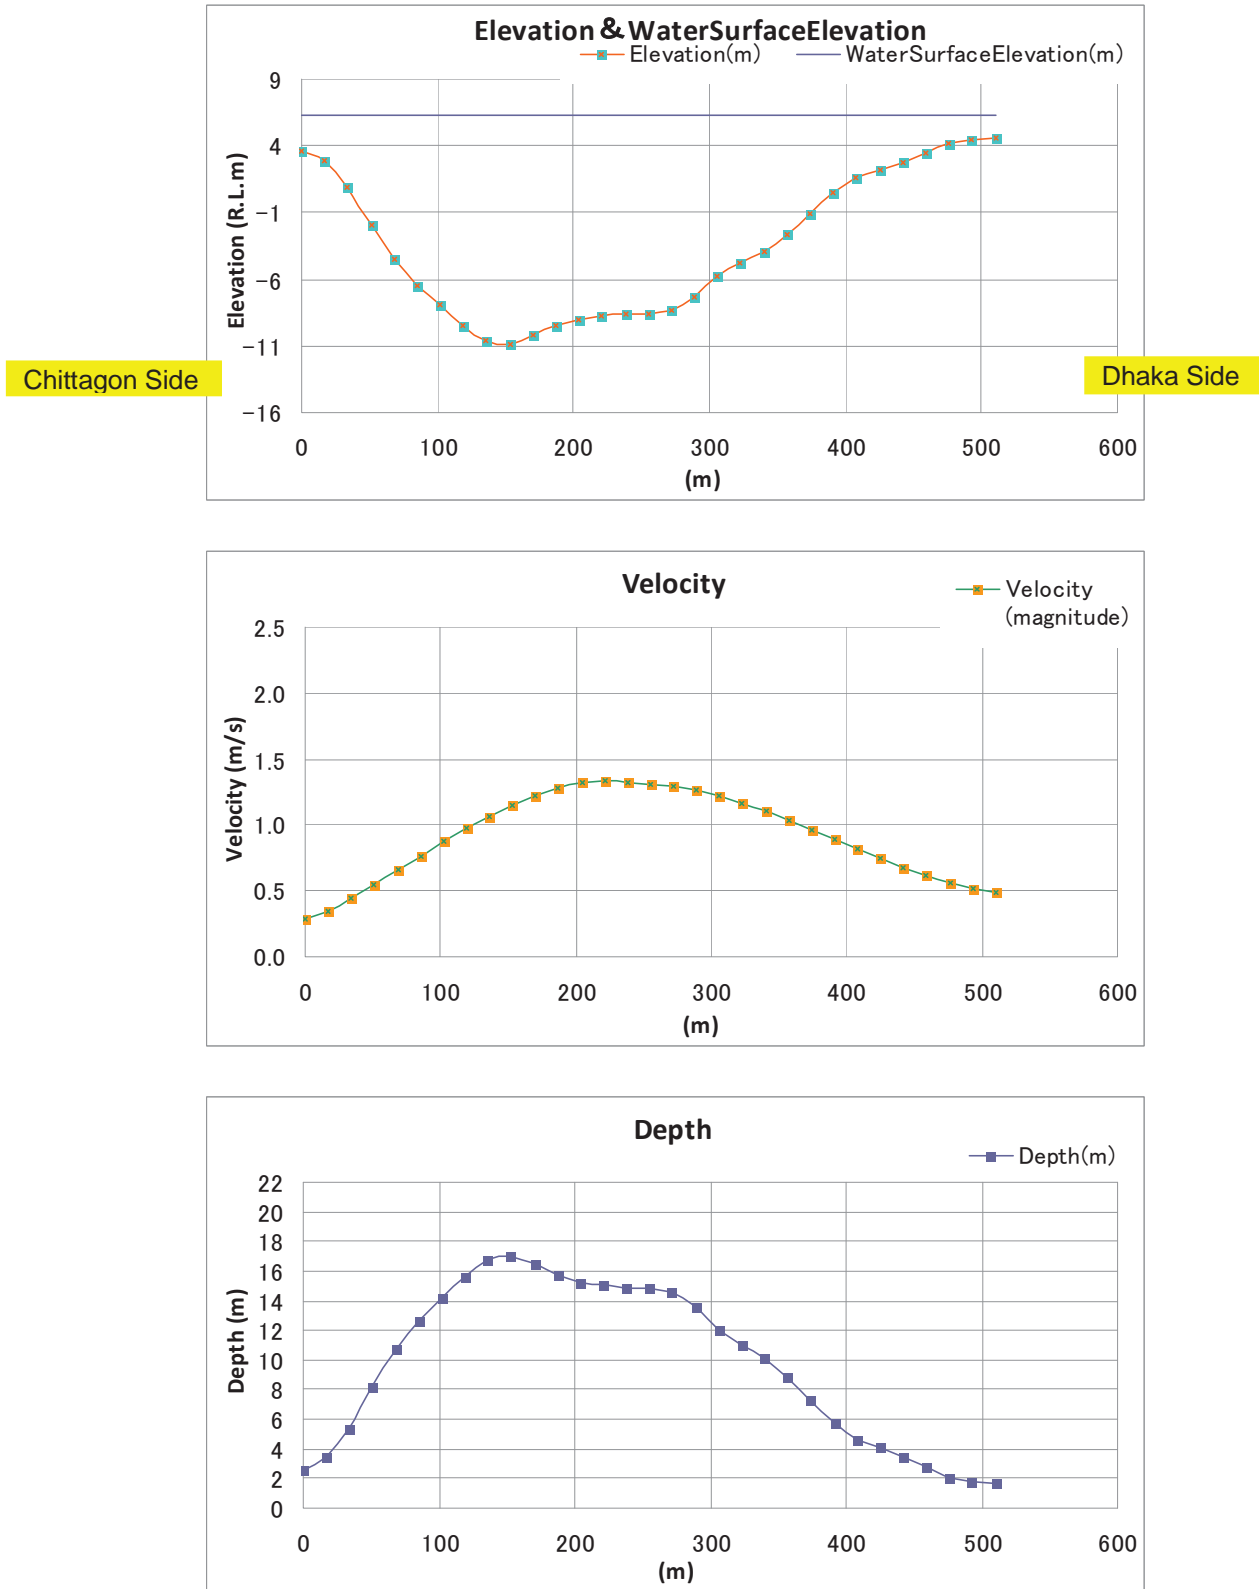 Elevation & WaterSurfaceElevation
Elevation(m) WaterSurfaceElevation(m)
9
4
-1
-6
-11
-16
Elevation (R.L.m)
0 100 200 300 400 500 600
(m)
Chittagon Side
Dhaka Side
Velocity
Velocity
(magnitude)
2.5
2.0
1.5
1.0
0.5
0.0
Velocity (m/s)
0 100 200 300 400 500 600
(m)
Depth
Depth(m)
22
20
18
16
14
12
10
8
6
4
2
0
Depth (m)
0 100 200 300 400 500 600
(m)